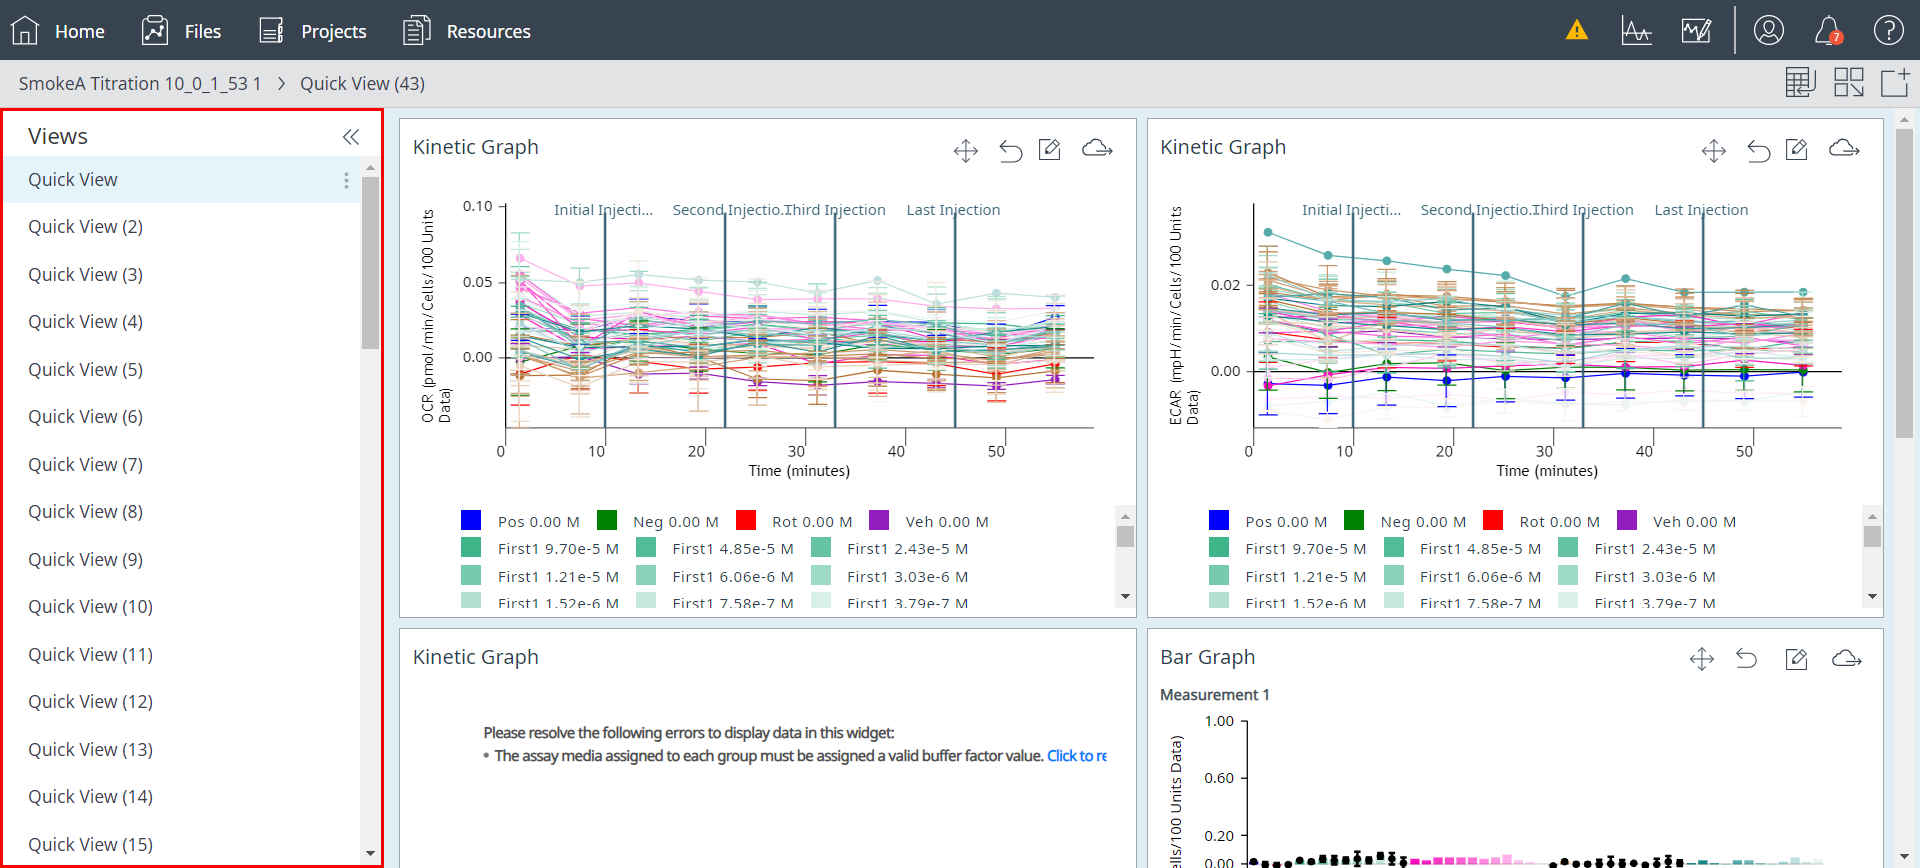 Home Files Projects Resources 7
SmokeA Titration 10_0_1_53 1 > Quick View (43)
Views
Quick View
Quick View (2)
Quick View (3)
Quick View (4)
Quick View (5)
Quick View (6)
Quick View (7)
Quick View (8)
Quick View (9)
Quick View (10)
Quick View (11)
Quick View (12)
Quick View (13)
Quick View (14)
Quick View (15)
Kinetic Graph
Initial Injecti... Second Injectio... Third Injection Last Injection
0.10
0.05
0.00
OCR (pmol/min/Cells/100 Units
Data)
0 10 20 30 40 50
Time (minutes)
Pos 0.00 M Neg 0.00 M Rot 0.00 M Veh 0.00 M
First1 9.70e-5 M First1 4.85e-5 M First1 2.43e-5 M
First1 1.21e-5 M First1 6.06e-6 M First1 3.03e-6 M
First1 1.52e-6 M First1 7.58e-7 M First1 3.79e-7 M
Kinetic Graph
Initial Injecti... Second Injectio... Third Injection Last Injection
0.02
0.00
ECAR (mpH/min/Cells/100 Units
Data)
0 10 20 30 40 50
Time (minutes)
Pos 0.00 M Neg 0.00 M Rot 0.00 M Veh 0.00 M
First1 9.70e-5 M First1 4.85e-5 M First1 2.43e-5 M
First1 1.21e-5 M First1 6.06e-6 M First1 3.03e-6 M
First1 1.52e-6 M First1 7.58e-7 M First1 3.79e-7 M
Kinetic Graph
Please resolve the following errors to display data in this widget:
• The assay media assigned to each group must be assigned a valid buffer factor value. Click to re
Bar Graph
Measurement 1
1.00
0.60
0.20
0.00
ells/100 Units Data)